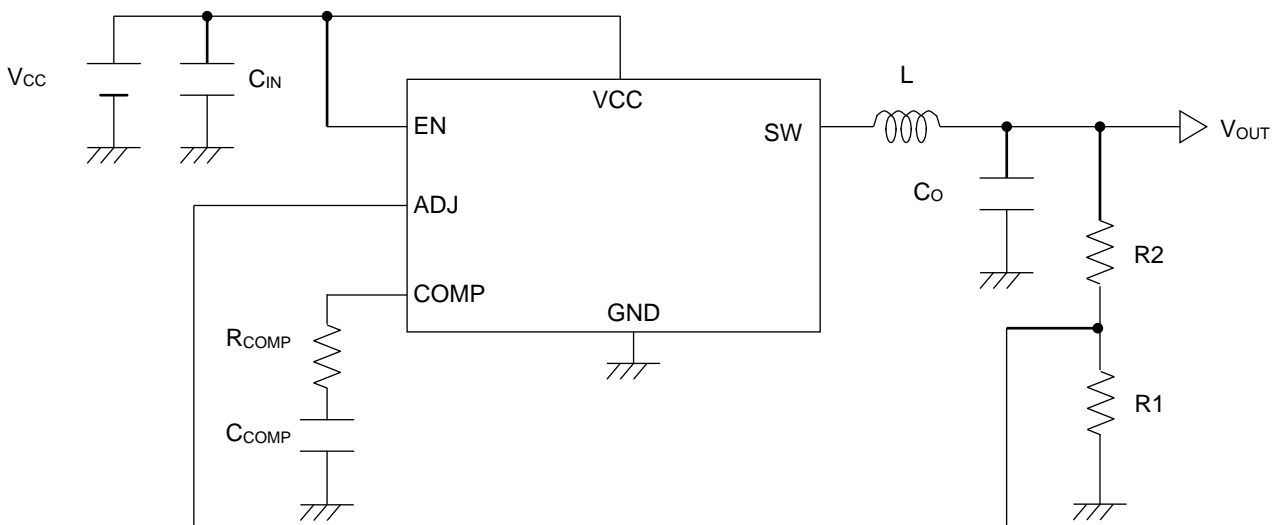 L
VCC
CIN
VCC
EN
SW
VOUT
ADJ
CO
R2
COMP
GND
RCOMP
R1
CCOMP